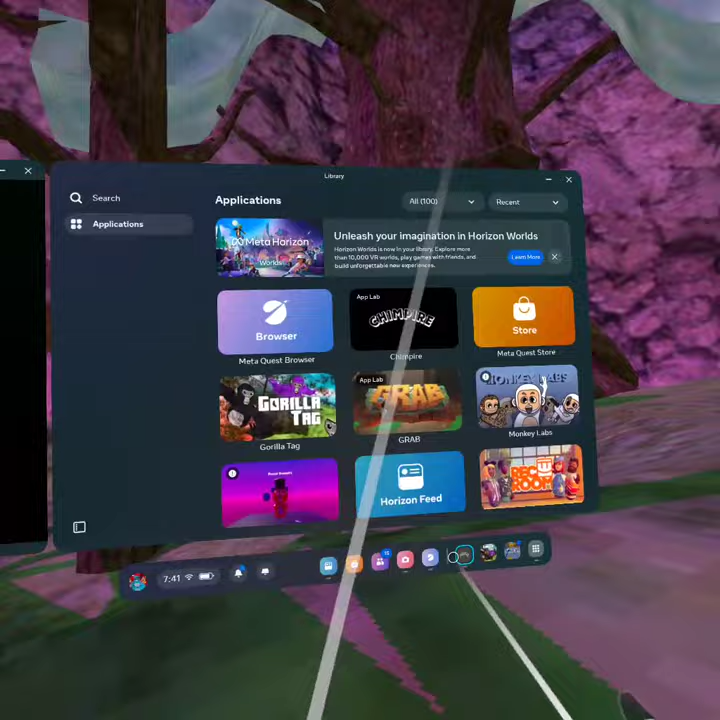 Library
Search
Applications
Applications
All (100)
Recent
Meta Horizon
Worlds
Unleash your imagination in Horizon Worlds
Horizon Worlds is now in your library. Explore more
than 10,000 VR worlds, play games with friends, and
build unforgettable new experiences.
Learn More
Browser
Meta Quest Browser
App Lab
CHIMPIRE
Chimpire
Store
Meta Quest Store
GORILLA
TAG
Gorilla Tag
App Lab
GRAB
GRAB
MONKEY LABS
Monkey Labs
Horizon Feed
REC
ROOM
7:41